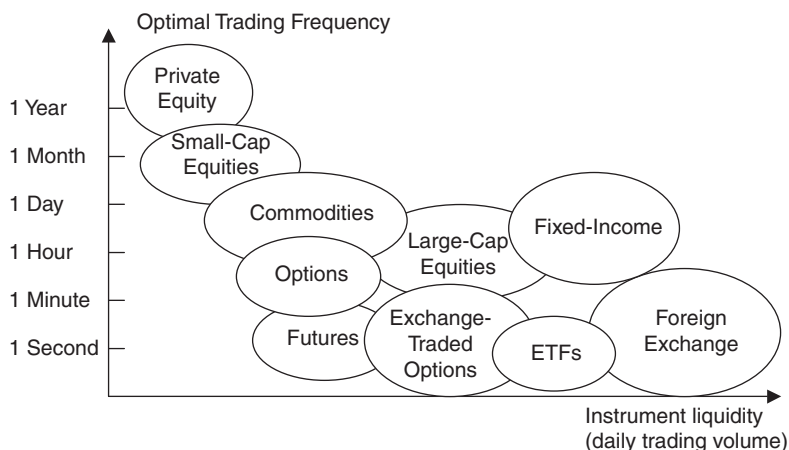 Optimal Trading Frequency
1 Year
1 Month
1 Day
1 Hour
1 Minute
1 Second
Private
Equity
Small-Cap
Equities
Commodities
Large-Cap
Equities
Fixed-Income
Options
Futures
Exchange-
Traded
Options
ETFs
Foreign
Exchange
Instrument liquidity
(daily trading volume)